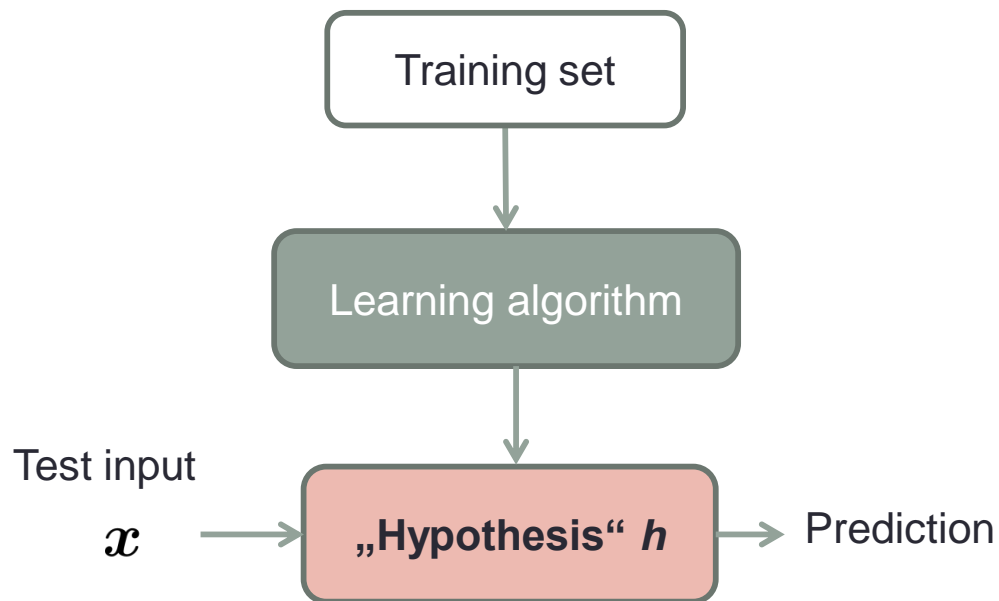 Training set
Learning algorithm
Test input
x
„Hypothesis“ h
Prediction